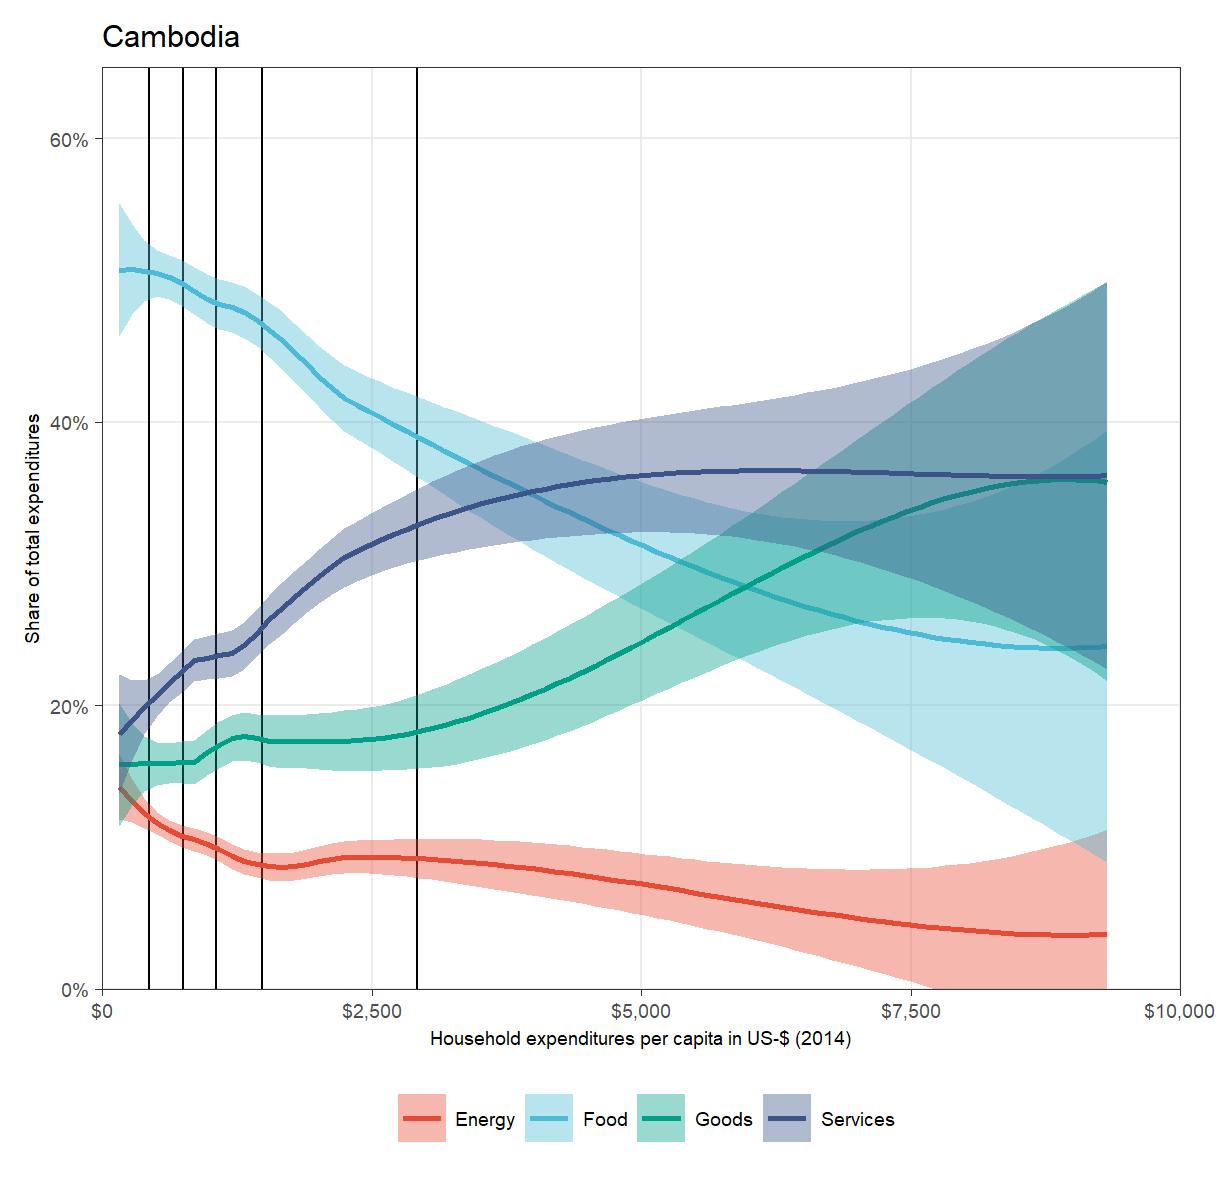 Cambodia
60%
40%
20%
0%
Share of total expenditures
$0 $2,500 $5,000 $7,500 $10,000
Household expenditures per capita in US-$ (2014)
Energy Food Goods Services